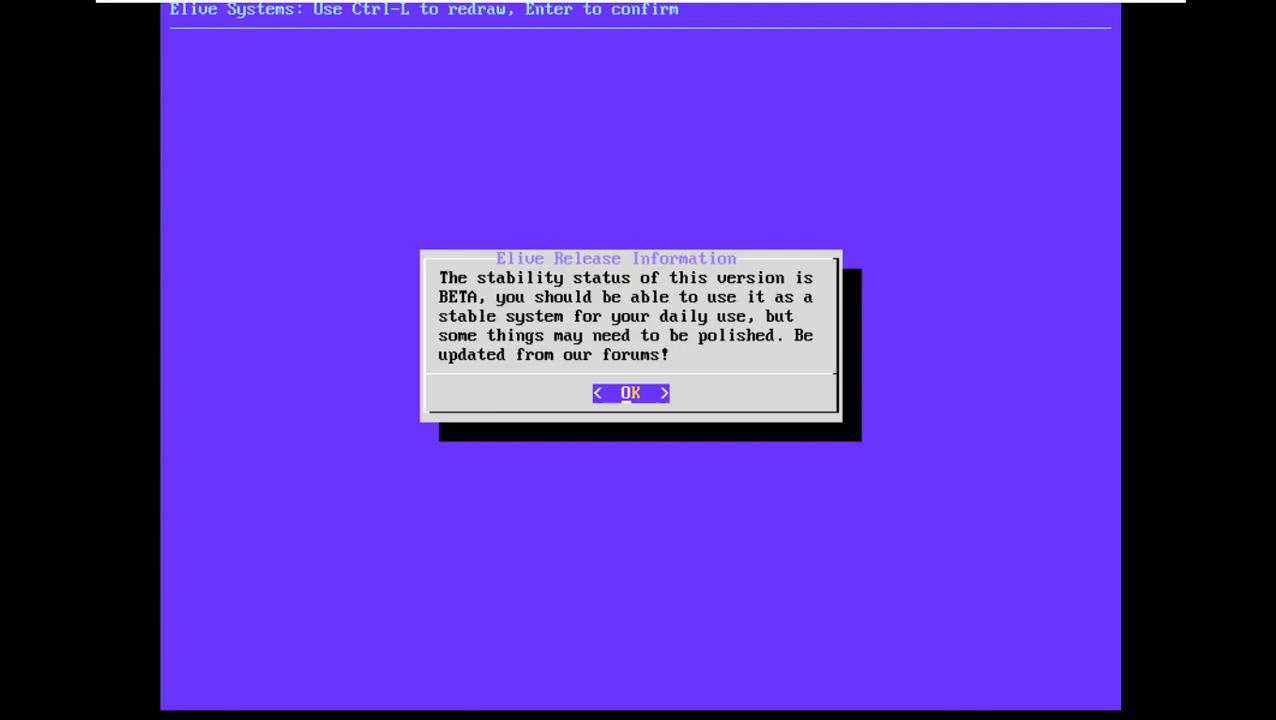 Elive Systems: Use Ctrl-L to redraw, Enter to confirm
Elive Release Information
The stability status of this version is
BETA, you should be able to use it as a
stable system for your daily use, but
some things may need to be polished. Be
updated from our forums!
< OK >